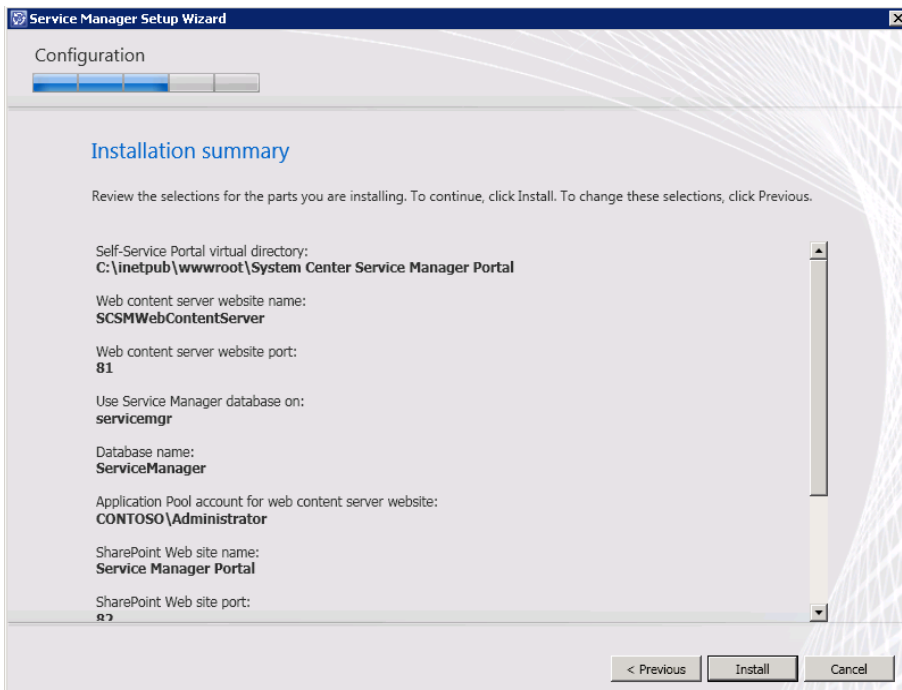 Service Manager Setup Wizard
Configuration
Installation summary
Review the selections for the parts you are installing. To continue, click Install. To change these selections, click Previous.
Self-Service Portal virtual directory:
C:\inetpub\wwwroot\System Center Service Manager Portal
Web content server website name:
SCSMWebContentServer
Web content server website port:
81
Use Service Manager database on:
servicemgr
Database name:
ServiceManager
Application Pool account for web content server website:
CONTOSO\Administrator
SharePoint Web site name:
Service Manager Portal
SharePoint Web site port:
82
< Previous
Install
Cancel